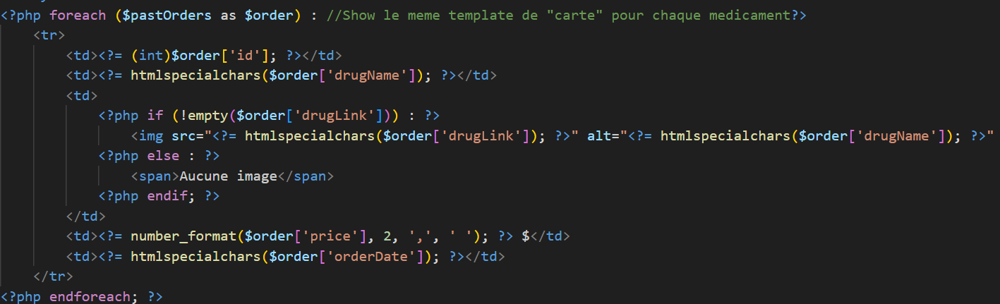 <?php foreach ($pastOrders as $order) : //Show le meme template de "carte" pour chaque medicament?>
<tr>
<td><?= (int)$order['id']; ?></td>
<td><?= htmlspecialchars($order['drugName']); ?></td>
<td>
<?php if (!empty($order['drugLink'])) : ?>
<img src="<?= htmlspecialchars($order['drugLink']); ?>" alt="<?= htmlspecialchars($order['drugName']); ?>"
<?php else : ?>
<span>Aucune image</span>
<?php endif; ?>
</td>
<td><?= number_format($order['price'], 2, ',', ' '); ?> $</td>
<td><?= htmlspecialchars($order['orderDate']); ?></td>
</tr>
<?php endforeach; ?>